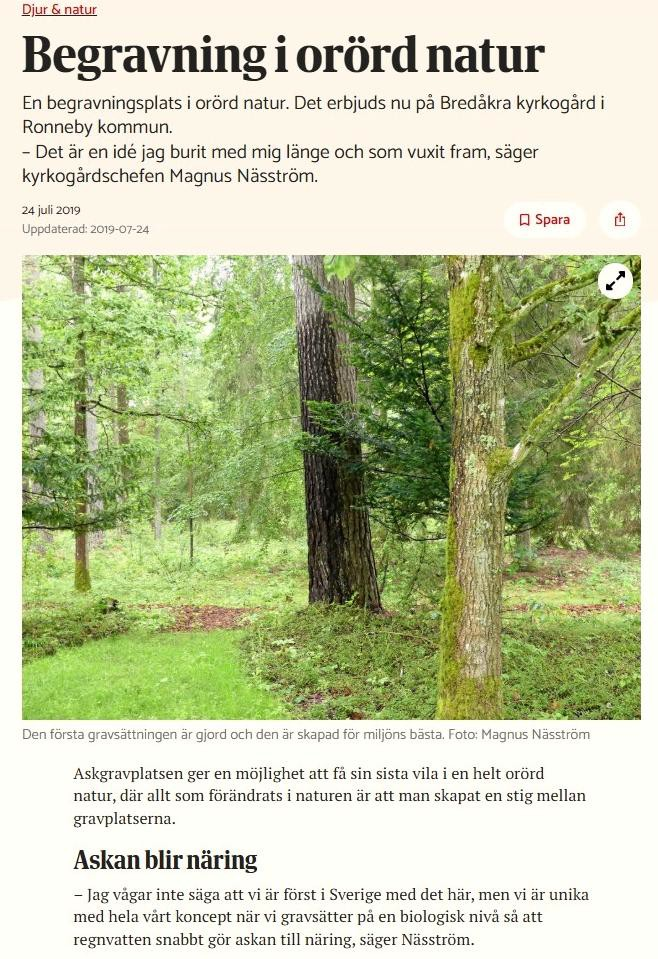 Djur & natur
Begravning i orörd natur
En begravningsplats i orörd natur. Det erbjuds nu på Bredåkra kyrkogård i
Ronneby kommun.
– Det är en idé jag burit med mig länge och som vuxit fram, säger
kyrkogårdschefen Magnus Näsström.
24 juli 2019
Uppdaterad: 2019-07-24
Spara
Den första gravsättningen är gjord och den är skapad för miljöns bästa. Foto: Magnus Näsström
Askgravplatsen ger en möjlighet att få sin sista vila i en helt orörd
natur, där allt som förändrats i naturen är att man skapat en stig mellan
gravplatserna.
Askan blir näring
– Jag vågar inte säga att vi är först i Sverige med det här, men vi är unika
med hela vårt koncept när vi gravsätter på en biologisk nivå så att
regnvatten snabbt gör askan till näring, säger Näsström.